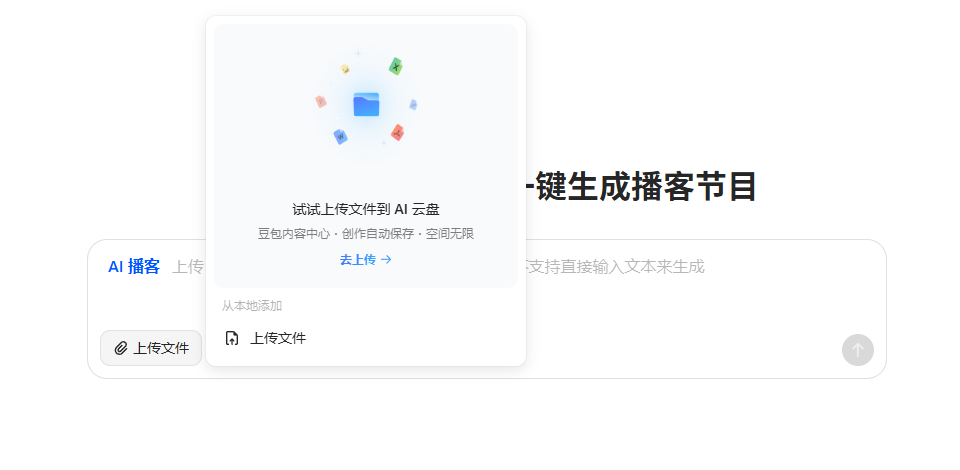 键生成播客节目
试试上传文件到 AI 云盘
豆包内容中心 · 创作自动保存 · 空间无限
去上传 →
AI 播客 上传
支持直接输入文本来生成
从本地添加
上传文件
上传文件